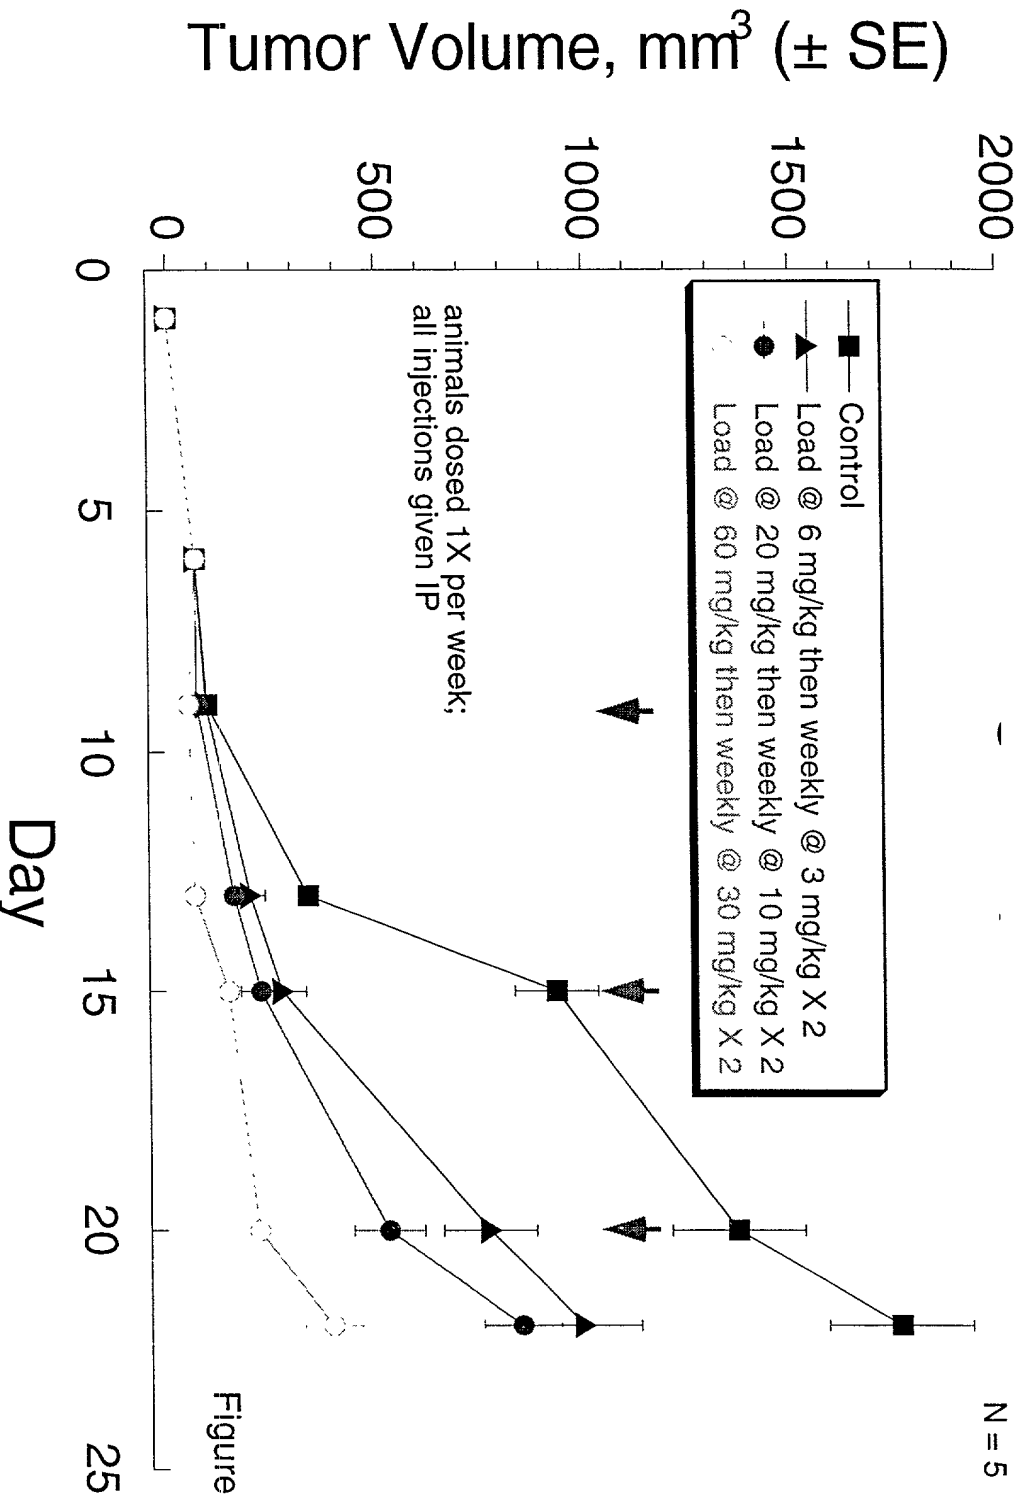 Tumor Volume, mm³ (± SE)
2000
1500
1000
500
0
N = 5
Control
Load @ 6 mg/kg then weekly @ 3 mg/kg X 2
Load @ 20 mg/kg then weekly @ 10 mg/kg X 2
Load @ 60 mg/kg then weekly @ 30 mg/kg X 2
animals dosed 1X per week;
all injections given IP
Figure
0
5
10
15
20
25
Day